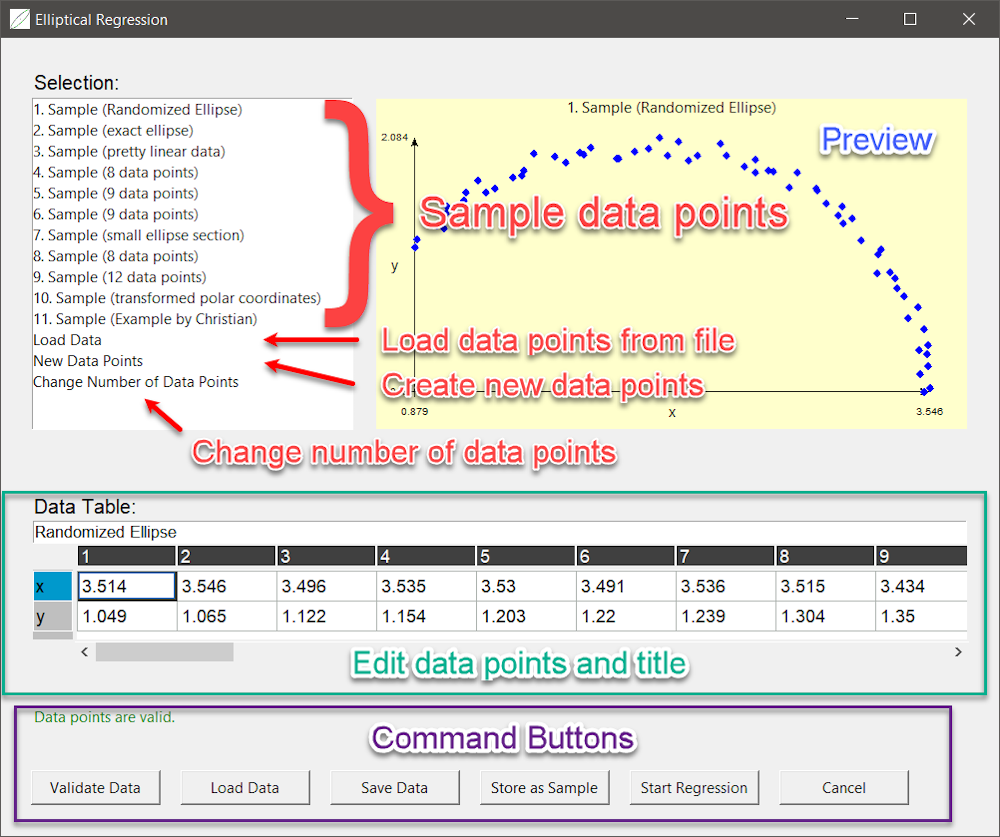 Elliptical Regression
Selection:
1. Sample (Randomized Ellipse)
2. Sample (exact ellipse)
3. Sample (pretty linear data)
4. Sample (8 data points)
5. Sample (9 data points)
6. Sample (9 data points)
7. Sample (small ellipse section)
8. Sample (8 data points)
9. Sample (12 data points)
10. Sample (transformed polar coordinates)
11. Sample (Example by Christian)
Load Data
New Data Points
Change Number of Data Points
1. Sample (Randomized Ellipse)
2.084
Preview
Sample data points
y
Load data points from file
Create new data points
0.879
x
3.546
Change number of data points
Data Table:
Randomized Ellipse
1 2 3 4 5 6 7 8 9
x 3.514 3.546 3.496 3.535 3.53 3.491 3.536 3.515 3.434
y 1.049 1.065 1.122 1.154 1.203 1.22 1.239 1.304 1.35
Edit data points and title
Data points are valid.
Command Buttons
Validate Data Load Data Save Data Store as Sample Start Regression Cancel